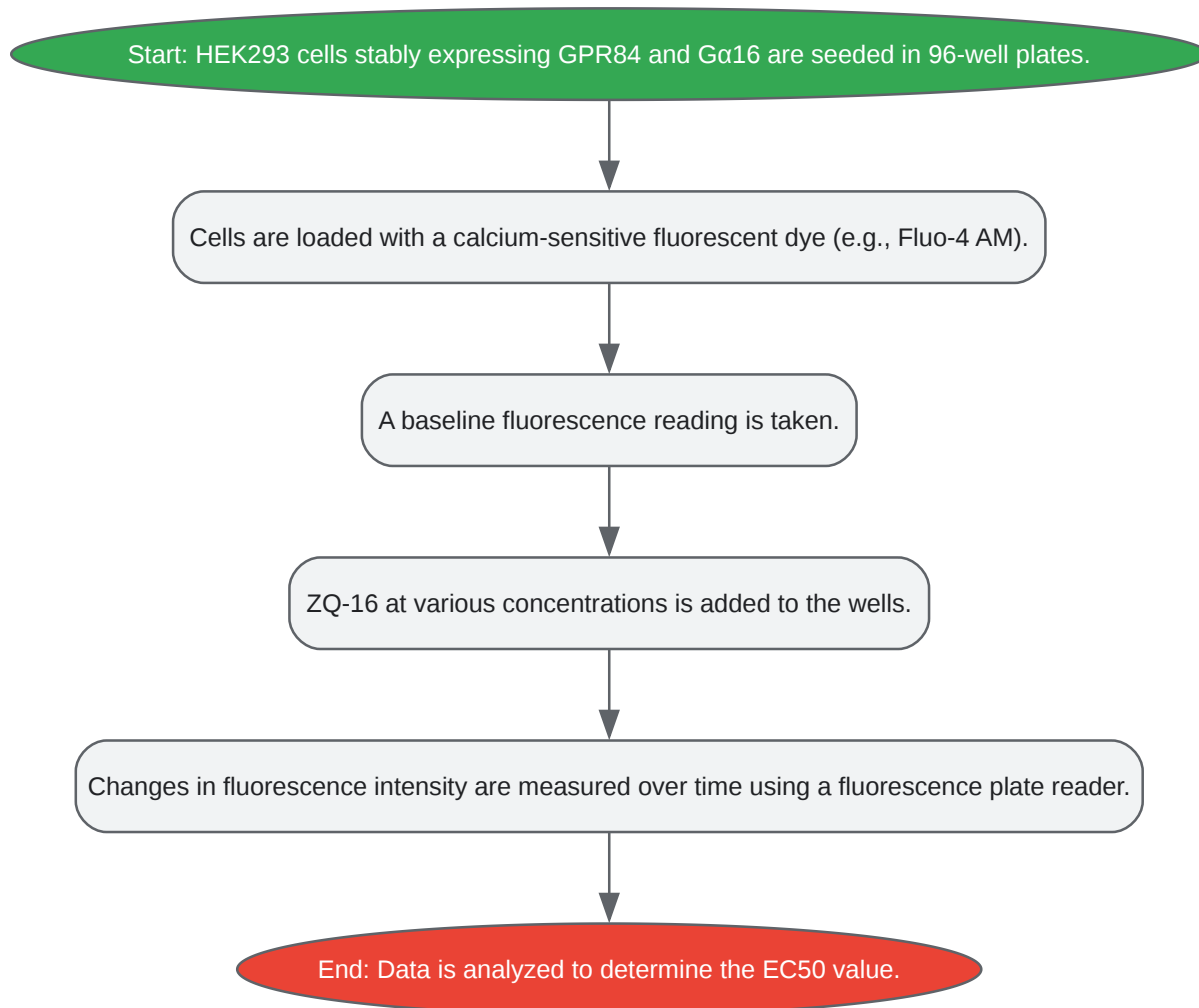 Start: HEK293 cells stably expressing GPR84 and Gα16 are seeded in 96-well plates.
Cells are loaded with a calcium-sensitive fluorescent dye (e.g., Fluo-4 AM).
A baseline fluorescence reading is taken.
ZQ-16 at various concentrations is added to the wells.
Changes in fluorescence intensity are measured over time using a fluorescence plate reader.
End: Data is analyzed to determine the EC50 value.